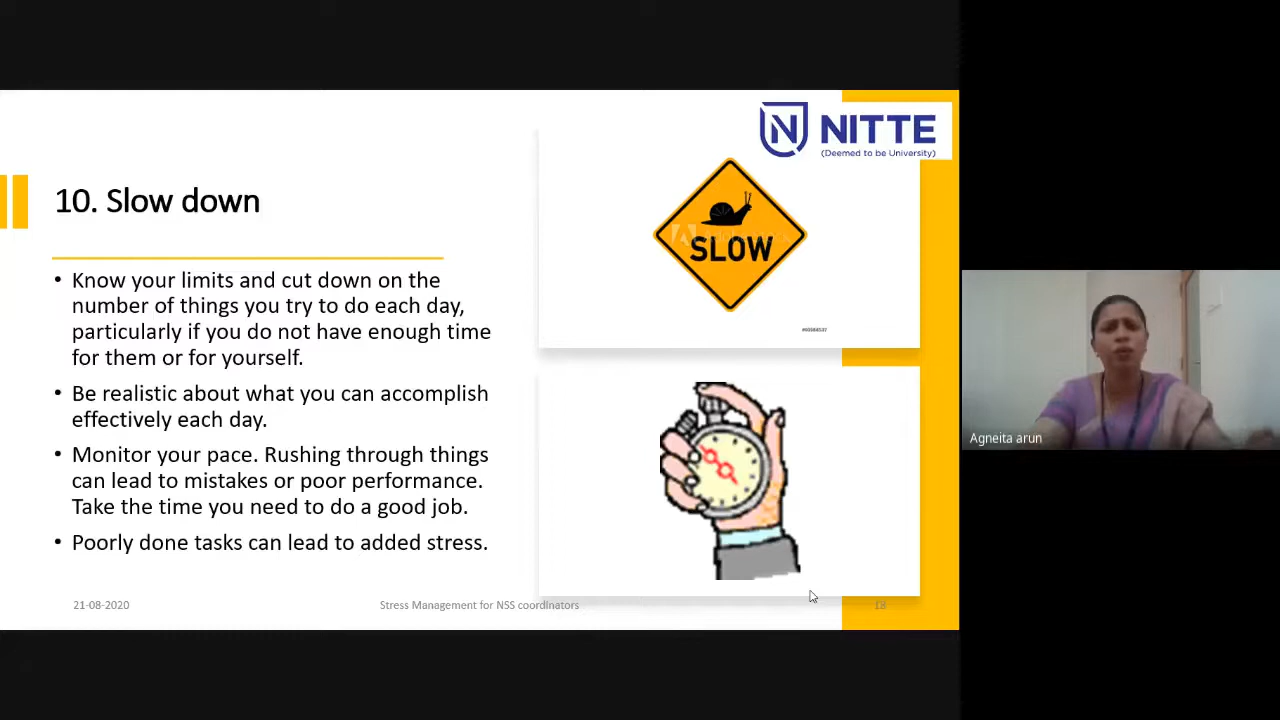 NITTE
(Deemed to be University)
10. Slow down
• Know your limits and cut down on the
number of things you try to do each day,
particularly if you do not have enough time
for them or for yourself.
• Be realistic about what you can accomplish
effectively each day.
• Monitor your pace. Rushing through things
can lead to mistakes or poor performance.
Take the time you need to do a good job.
• Poorly done tasks can lead to added stress.
SLOW
21-08-2020
Stress Management for NSS coordinators
Agneita arun